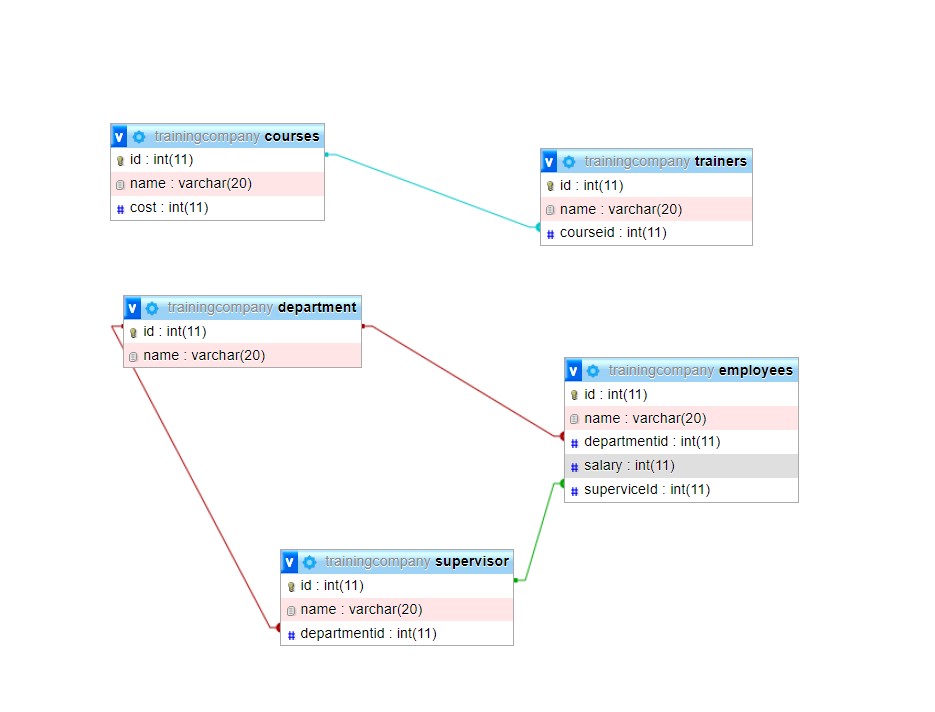 v trainingcompany courses
id : int(11)
name : varchar(20)
# cost : int(11)
v trainingcompany trainers
id : int(11)
name : varchar(20)
# courseid : int(11)
v trainingcompany department
id : int(11)
name : varchar(20)
v trainingcompany employees
id : int(11)
name : varchar(20)
# departmentid : int(11)
# salary : int(11)
# superviceId : int(11)
v trainingcompany supervisor
id : int(11)
name : varchar(20)
# departmentid : int(11)